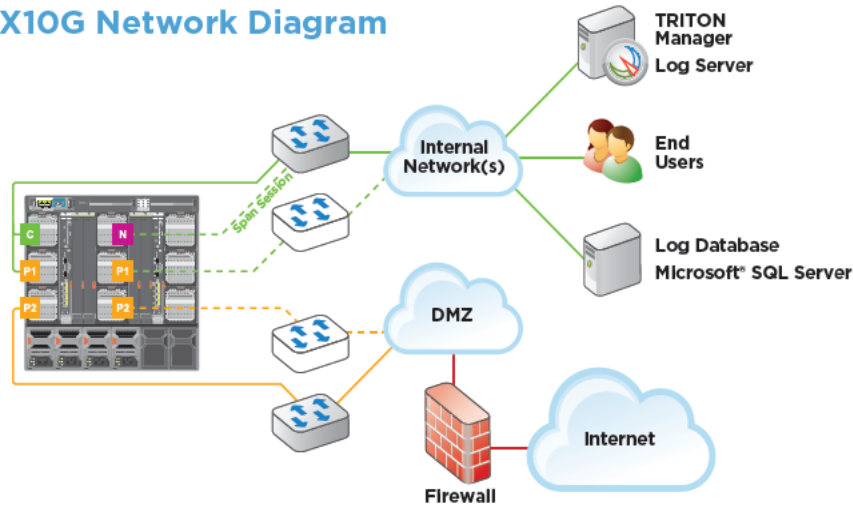 X10G Network Diagram
TRITON
Manager
Log Server
Internal
Network(s)
End
Users
Span Session
C
N
P1
P1
P2
P2
Log Database
Microsoft® SQL Server
DMZ
Internet
Firewall